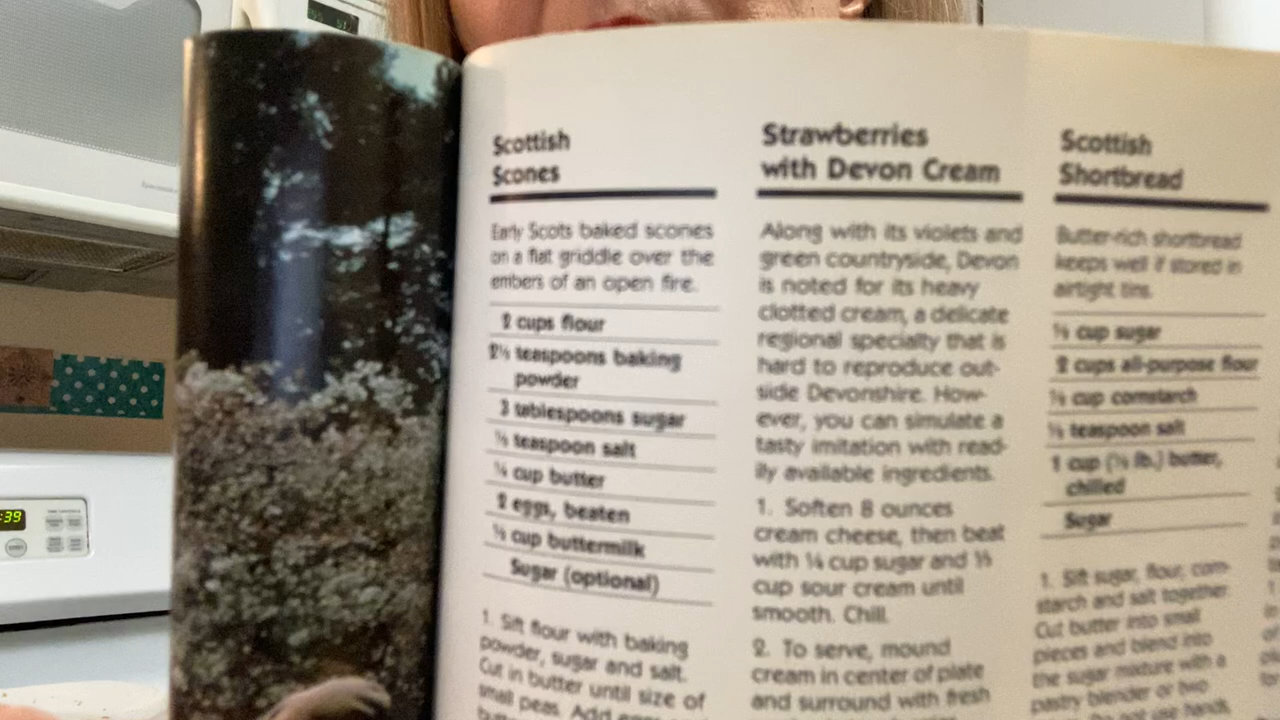 Scottish
Scones
Early Scots baked scones
on a flat griddle over the
embers of an open fire.
2 cups flour
2½ teaspoons baking
powder
3 tablespoons sugar
teaspoon salt
¼ cup butter
2 eggs, beaten
cup buttermilk
Sugar (optional)
1. Sift flour with baking
powder, sugar and salt.
Cut in butter until size of
small peas. Add eggs and
Strawberries
with Devon Cream
Along with its violets and
green countryside, Devon
is noted for its heavy
clotted cream, a delicate
regional specialty that is
hard to reproduce out-
side Devonshire. How-
ever, you can simulate a
tasty imitation with read-
ily available ingredients.
1. Soften 8 ounces
cream cheese, then beat
with ¼ cup sugar and ⅓
cup sour cream until
smooth. Chill.
2. To serve, mound
cream in center of plate
and surround with fresh
Scottish
Shortbread
Butter-rich shortbread
keeps well if stored in
airtight tins.
cup sugar
2 cups all-purpose flour
cup cornstarch
teaspoon salt
1 cup (½ lb.) butter,
chilled
Sugar
1. Sift sugar, flour, corn-
starch and salt together.
Cut butter into small
pieces and blend into
the sugar mixture with a
pastry blender or two
:39